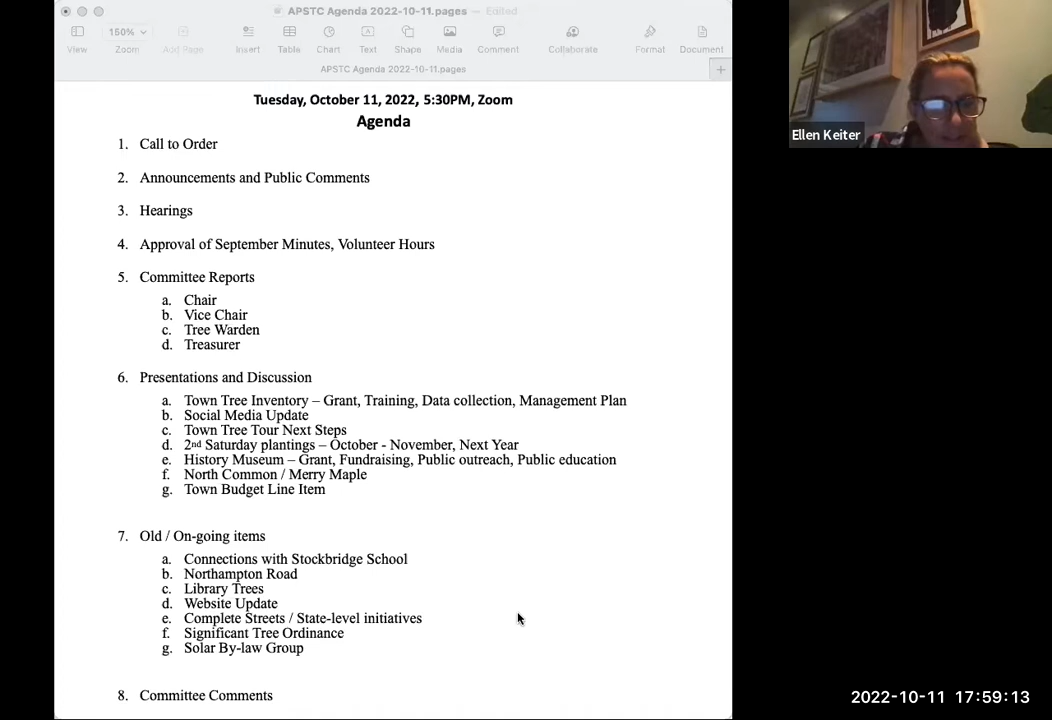 APSTC Agenda 2022-10-11.pages — Edited
150%
View Zoom Add Page Insert Table Chart Text Shape Media Comment Collaborate Format Document
APSTC Agenda 2022-10-11.pages
Tuesday, October 11, 2022, 5:30PM, Zoom
Agenda
1. Call to Order
2. Announcements and Public Comments
3. Hearings
4. Approval of September Minutes, Volunteer Hours
5. Committee Reports
a. Chair
b. Vice Chair
c. Tree Warden
d. Treasurer
6. Presentations and Discussion
a. Town Tree Inventory – Grant, Training, Data collection, Management Plan
b. Social Media Update
c. Town Tree Tour Next Steps
d. 2nd Saturday plantings – October - November, Next Year
e. History Museum – Grant, Fundraising, Public outreach, Public education
f. North Common / Merry Maple
g. Town Budget Line Item
7. Old / On-going items
a. Connections with Stockbridge School
b. Northampton Road
c. Library Trees
d. Website Update
e. Complete Streets / State-level initiatives
f. Significant Tree Ordinance
g. Solar By-law Group
8. Committee Comments
Ellen Keiter
2022-10-11 17:59:13